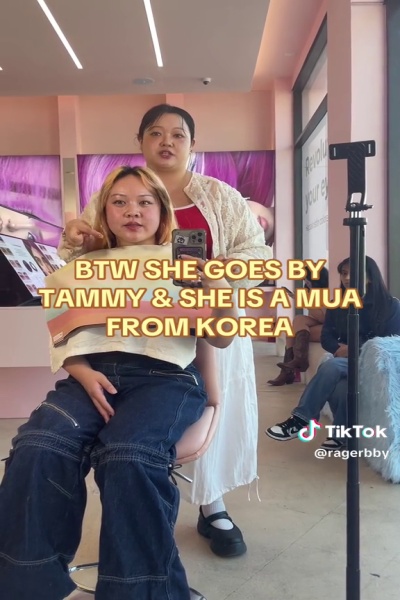 BTW SHE GOES BY
TAMMY & SHE IS A MUA
FROM KOREA
TikTok
@ragerbby